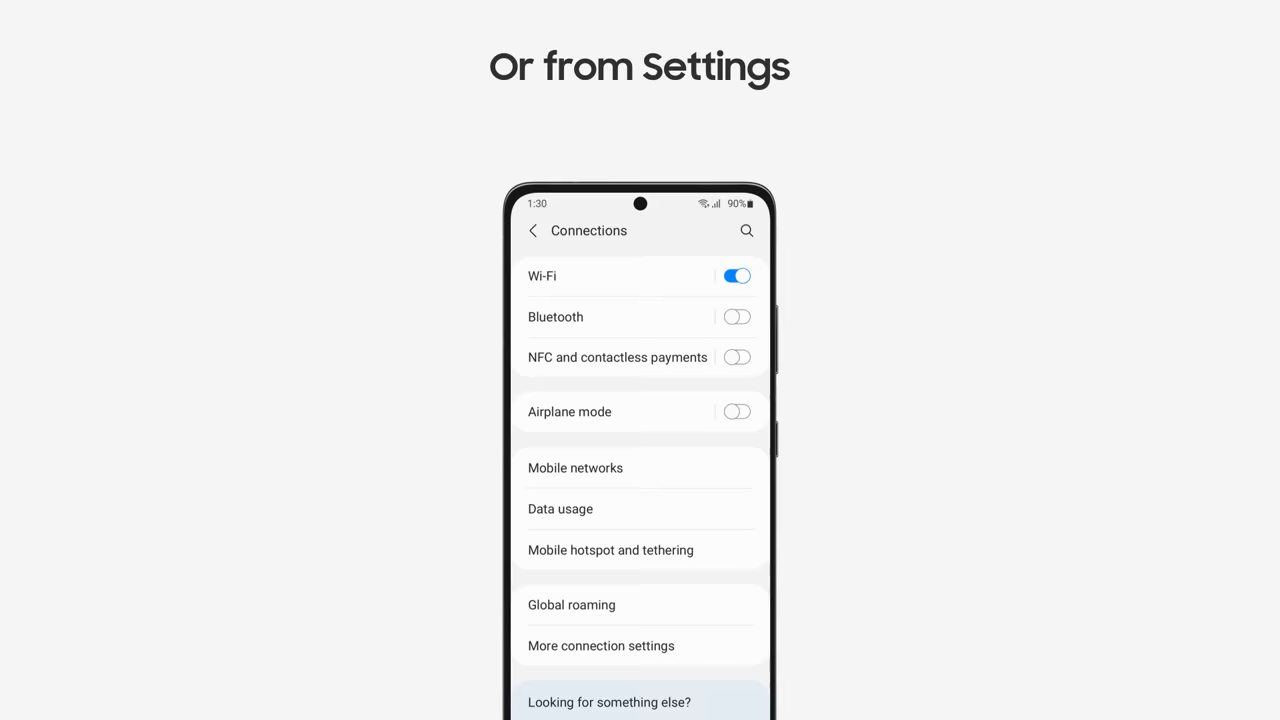 Or from Settings
1:30 90%
Connections
Wi-Fi
Bluetooth
NFC and contactless payments
Airplane mode
Mobile networks
Data usage
Mobile hotspot and tethering
Global roaming
More connection settings
Looking for something else?